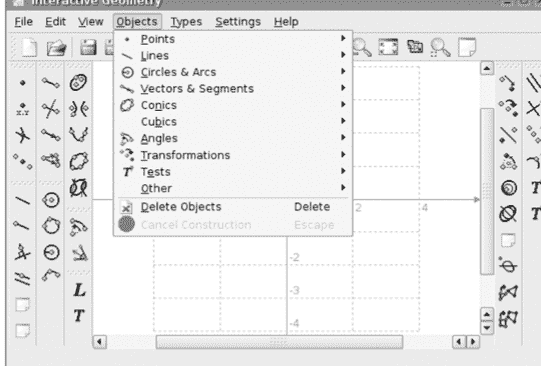 Interactive Geometry
File Edit View Objects Types Settings Help
Points
Lines
Circles & Arcs
Vectors & Segments
Conics
Cubics
Angles
Transformations
Tests
Other
Delete Objects Delete
Cancel Construction Escape
x,y
2 4
-2
-3
-4
L
T
T
T
T